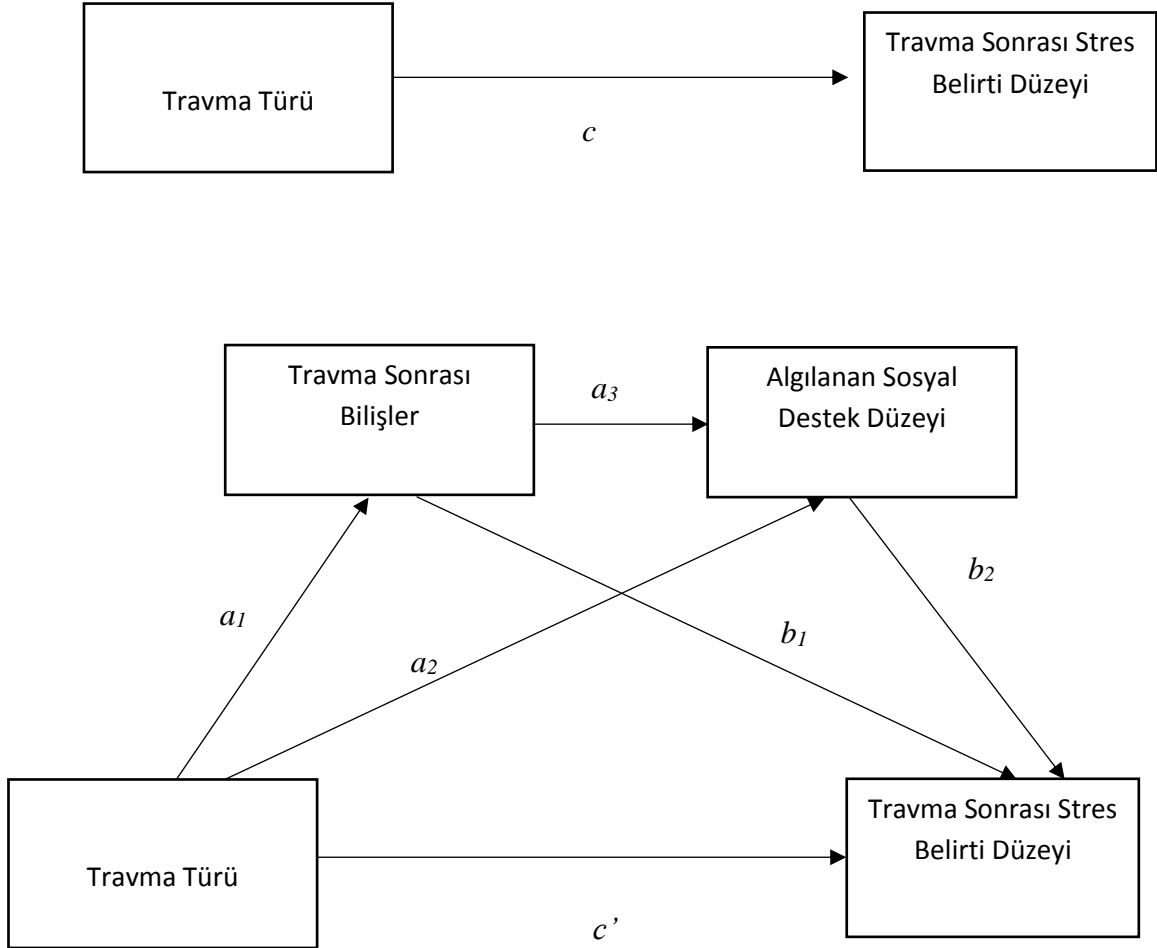 Travma Türü
Travma Sonrası Stres
Belirti Düzeyi
c
Travma Sonrası
Bilişler
a3
Algılanan Sosyal
Destek Düzeyi
a1
a2
b1
b2
Travma Türü
Travma Sonrası Stres
Belirti Düzeyi
c’